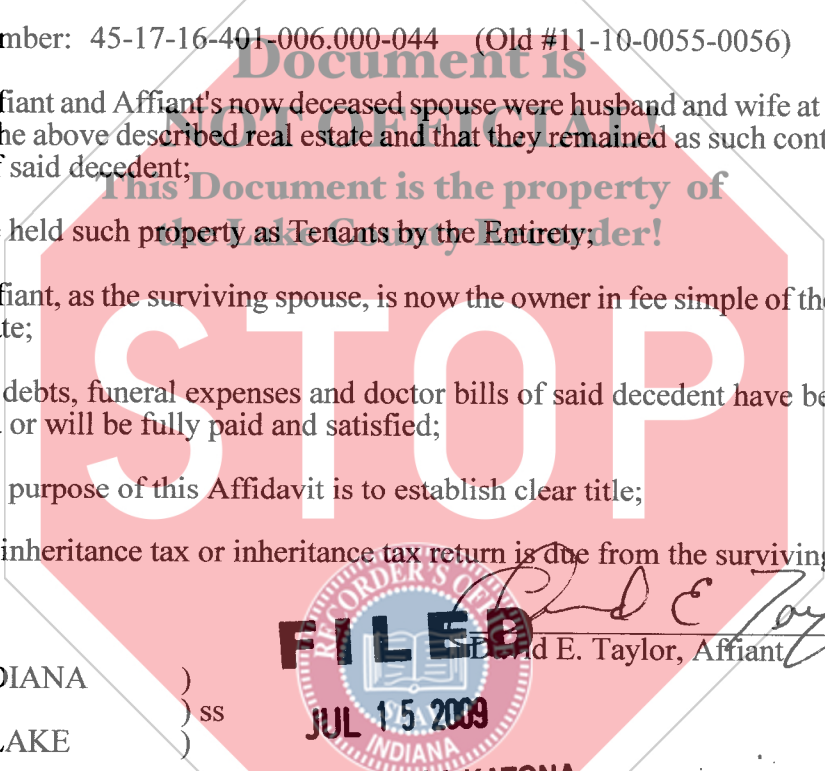 mber: 45-17-16-401-006.000-044 (Old #11-10-0055-0056)
Document is
fiant and Affiant's now deceased spouse were husband and wife at
NOT OFFICIAL!
he above described real estate and that they remained as such cont
f said decedent;
This Document is the property of
held such property as Tenants by the Entirety;
the Lake County Recorder!
fiant, as the surviving spouse, is now the owner in fee simple of the
te;
STOP
debts, funeral expenses and doctor bills of said decedent have be
or will be fully paid and satisfied;
purpose of this Affidavit is to establish clear title;
inheritance tax or inheritance tax return is due from the surviving
RECORDER'S OFFICE
David E Tay
FILED
David E. Taylor, Affiant
DIANA )
) ss
JUL 15 2009
LAKE )
INDIANA
KATONA